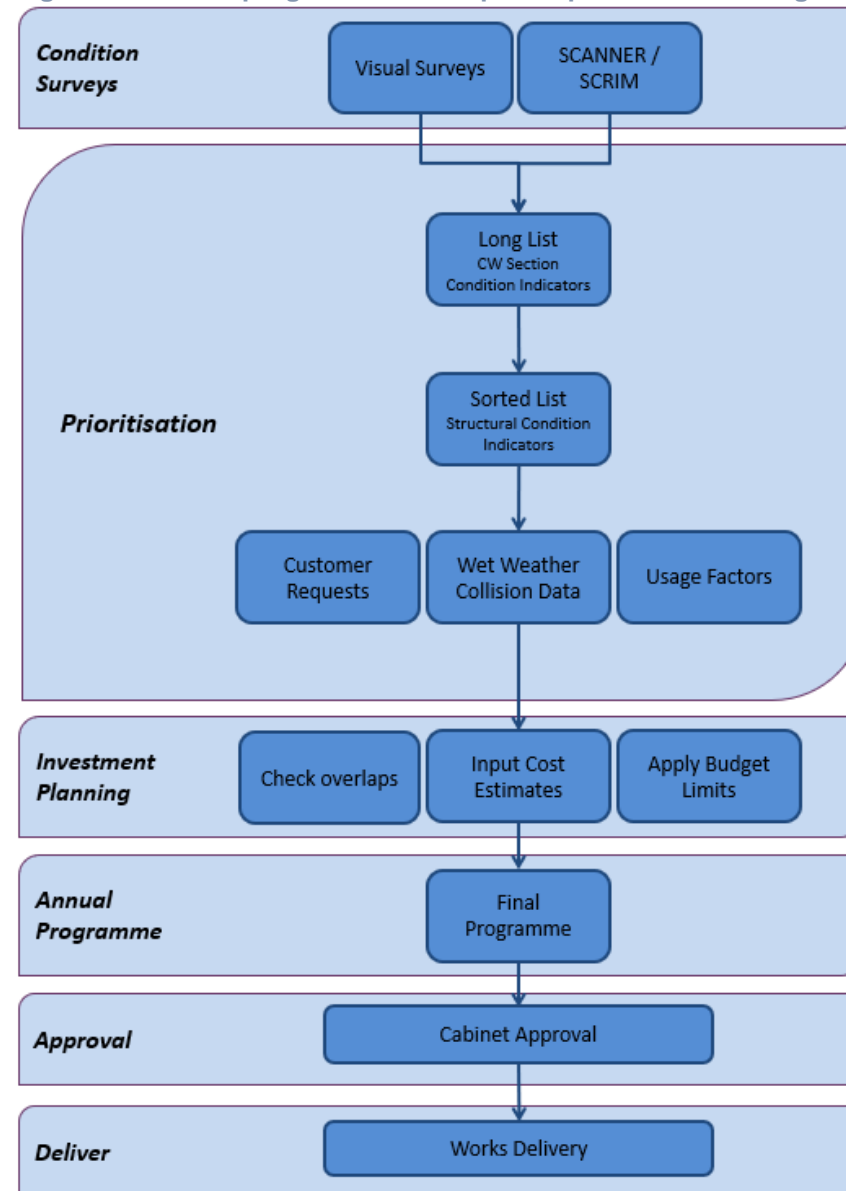 Condition
Surveys
Visual Surveys
SCANNER /
SCRIM
Long List
CW Section
Condition Indicators
Prioritisation
Sorted List
Structural Condition
Indicators
Customer
Requests
Wet Weather
Collision Data
Usage Factors
Investment
Planning
Check overlaps
Input Cost
Estimates
Apply Budget
Limits
Annual
Programme
Final
Programme
Approval
Cabinet Approval
Deliver
Works Delivery